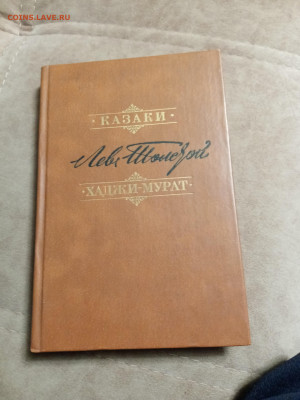 COINS.LAVE.RU
· КАЗАКИ ·
Лев Толстой
· ХАДЖИ-МУРАТ ·